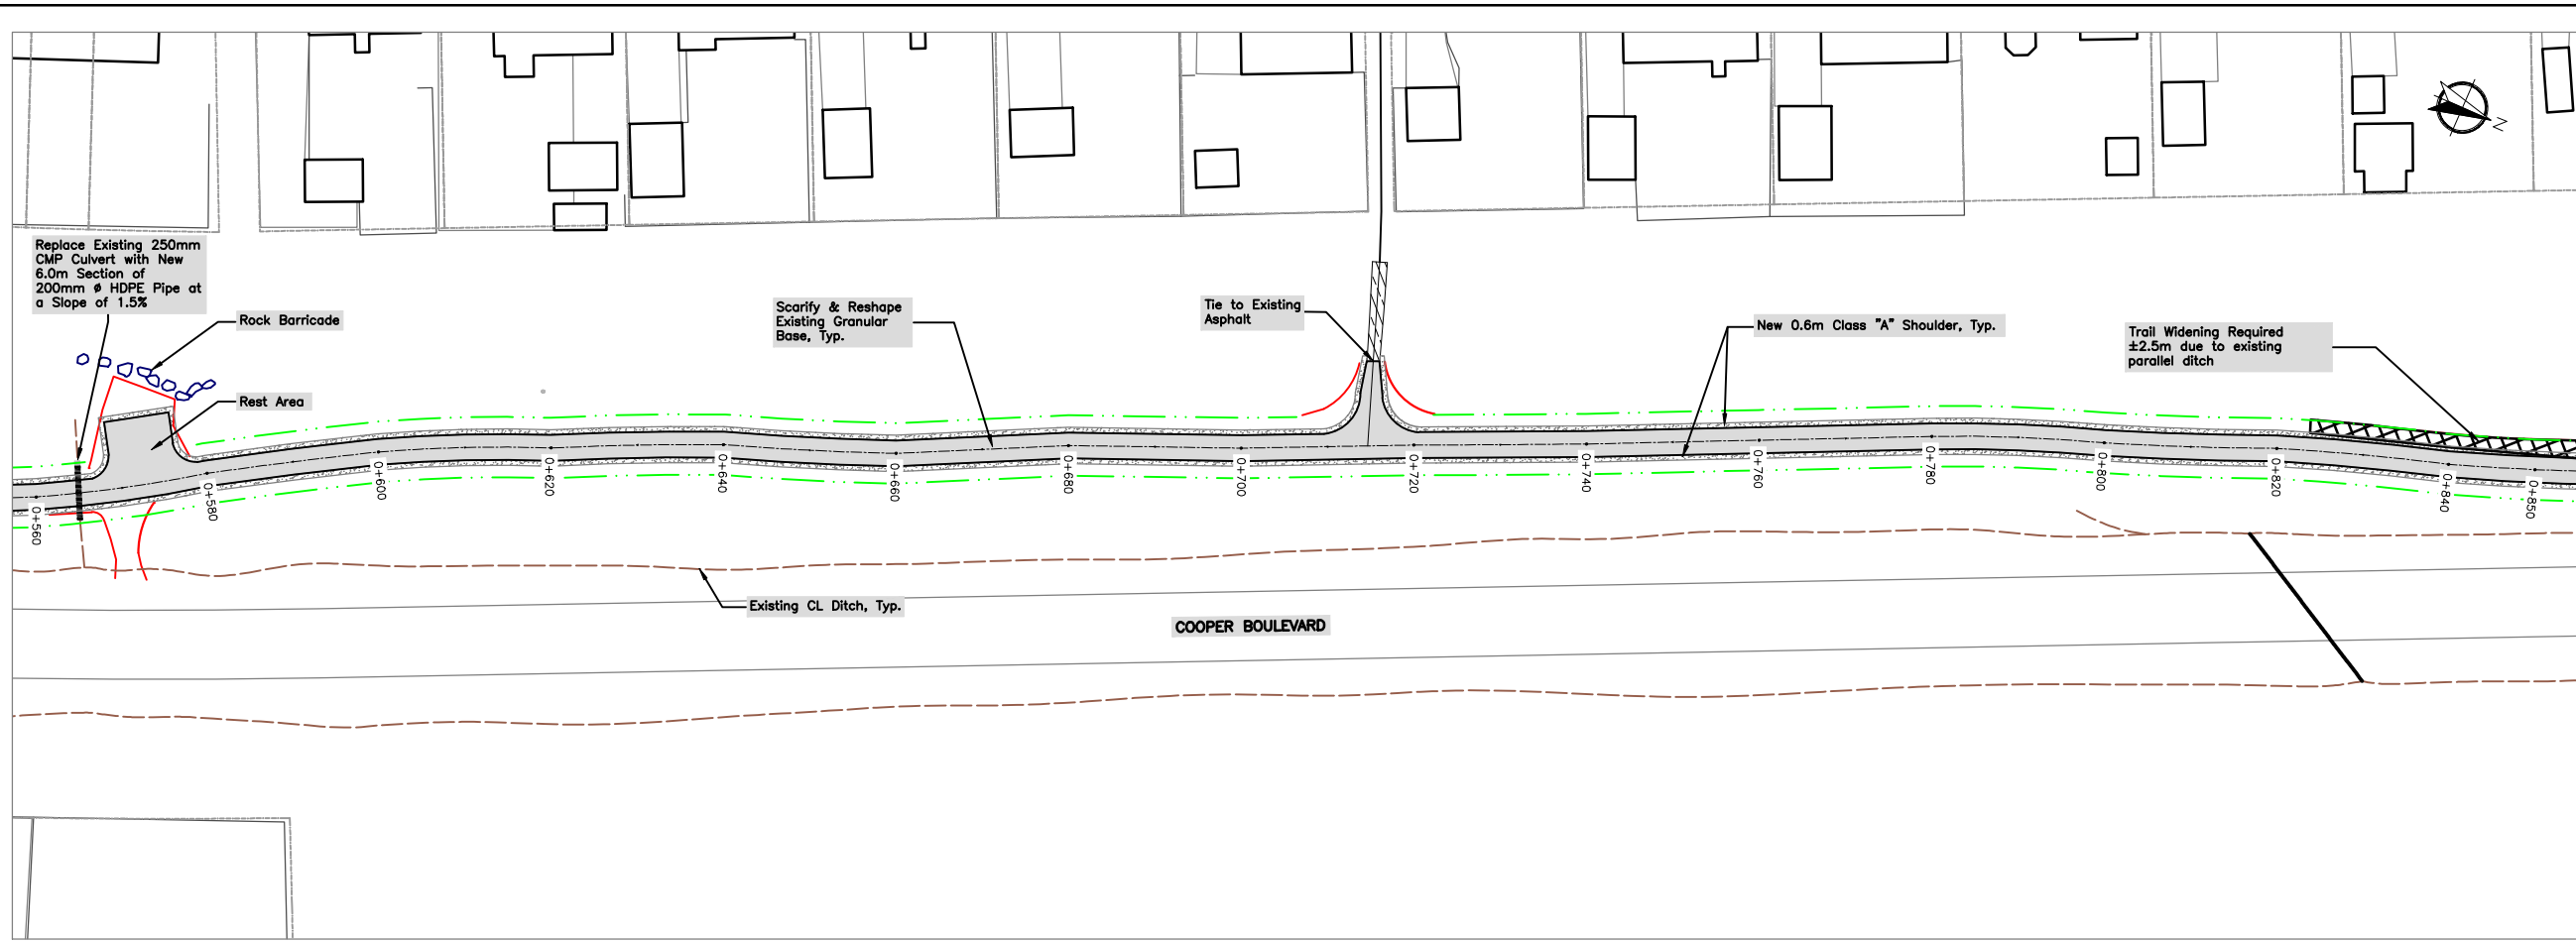 Replace Existing 250mm
CMP Culvert with New
6.0m Section of
200mm ø HDPE Pipe at
a Slope of 1.5%
Rock Barricade
Rest Area
Scarify & Reshape
Existing Granular
Base, Typ.
Tie to Existing
Asphalt
New 0.6m Class "A" Shoulder, Typ.
Trail Widening Required
±2.5m due to existing
parallel ditch
N
0+560
0+580
0+600
0+620
0+640
0+660
0+680
0+700
0+720
0+740
0+760
0+780
0+800
0+820
0+840
0+850
Existing CL Ditch, Typ.
COOPER BOULEVARD